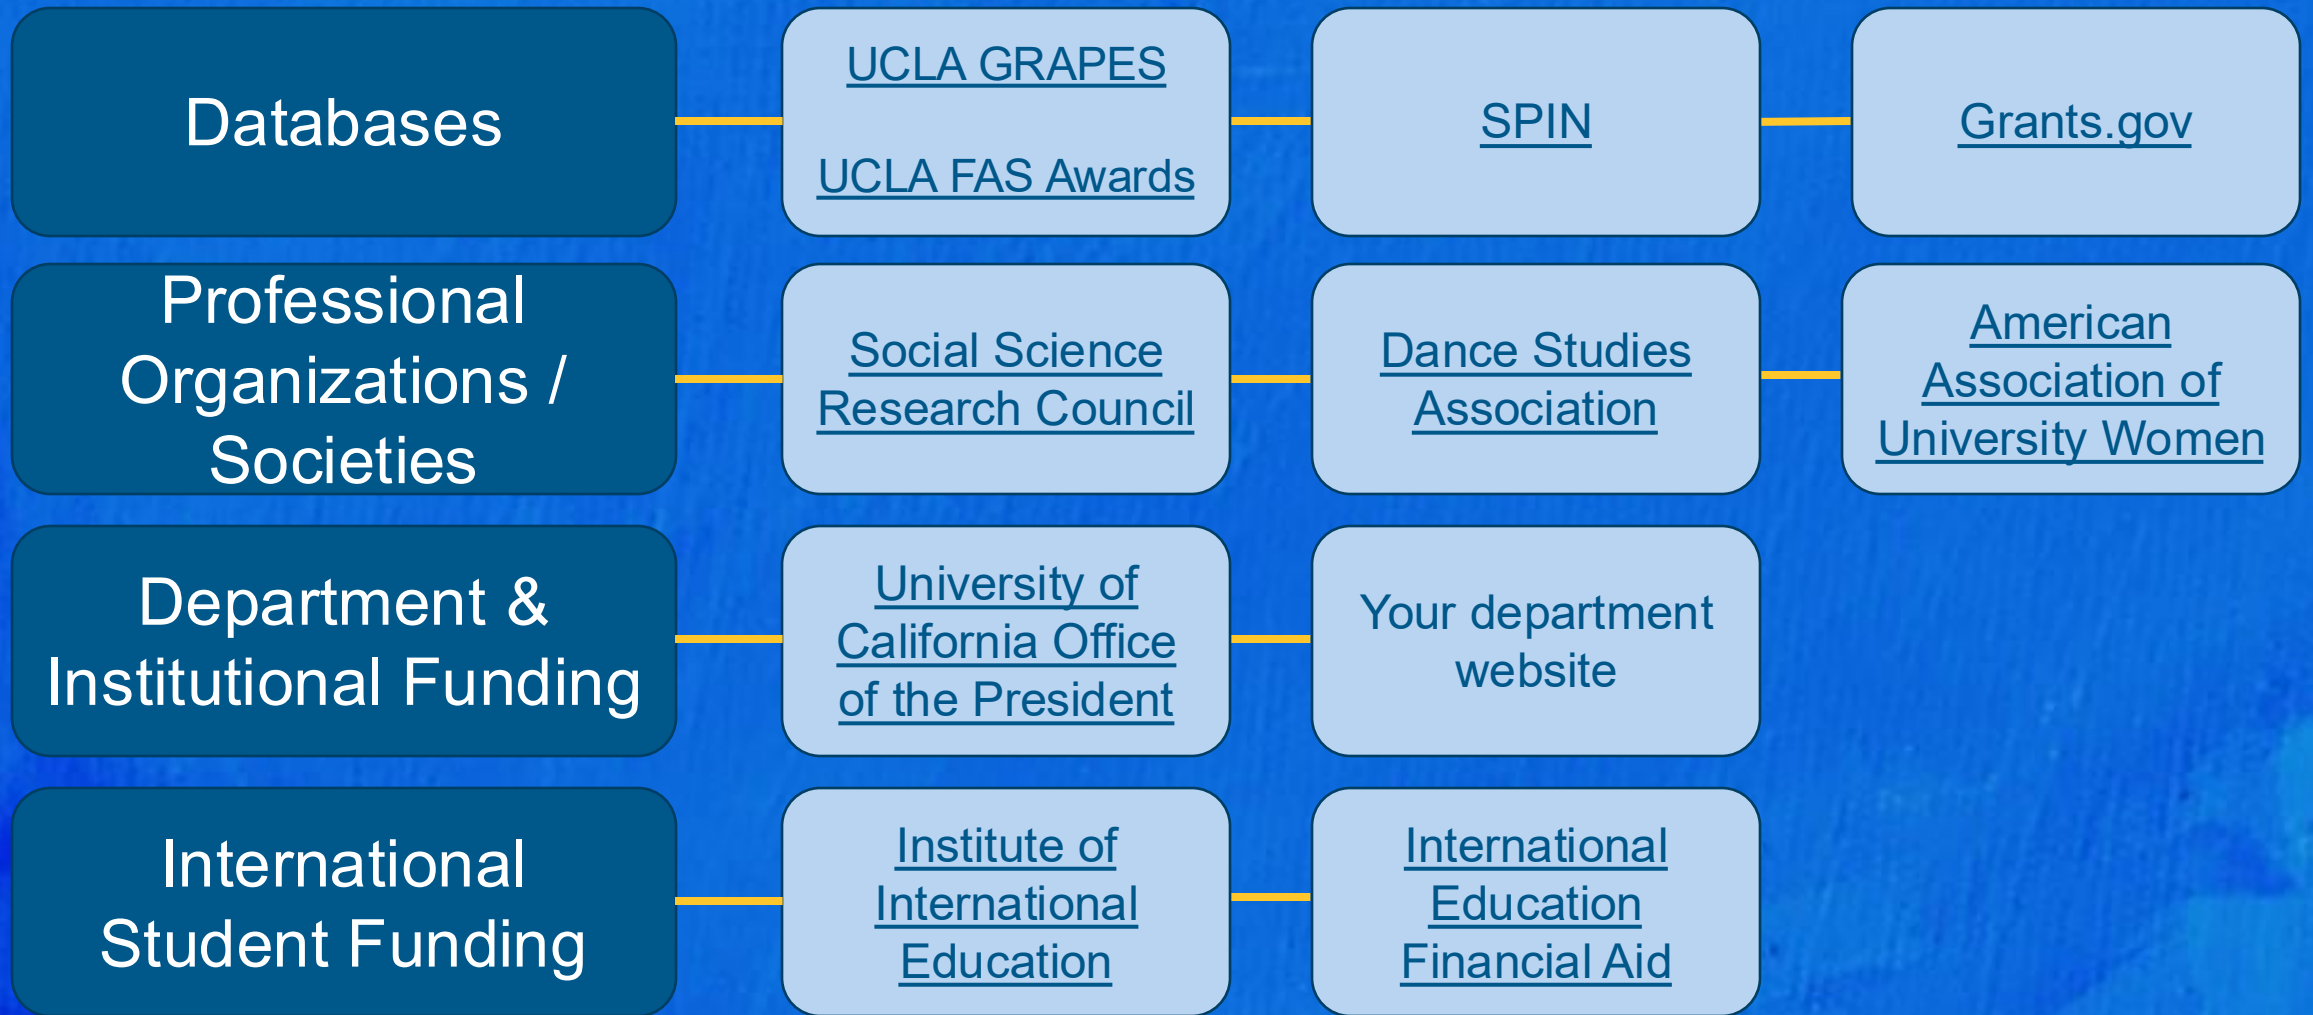 Databases
UCLA GRAPES
UCLA FAS Awards
SPIN
Grants.gov
Professional
Organizations /
Societies
Social Science
Research Council
Dance Studies
Association
American
Association of
University Women
Department &
Institutional Funding
University of
California Office
of the President
Your department
website
International
Student Funding
Institute of
International
Education
International
Education
Financial Aid